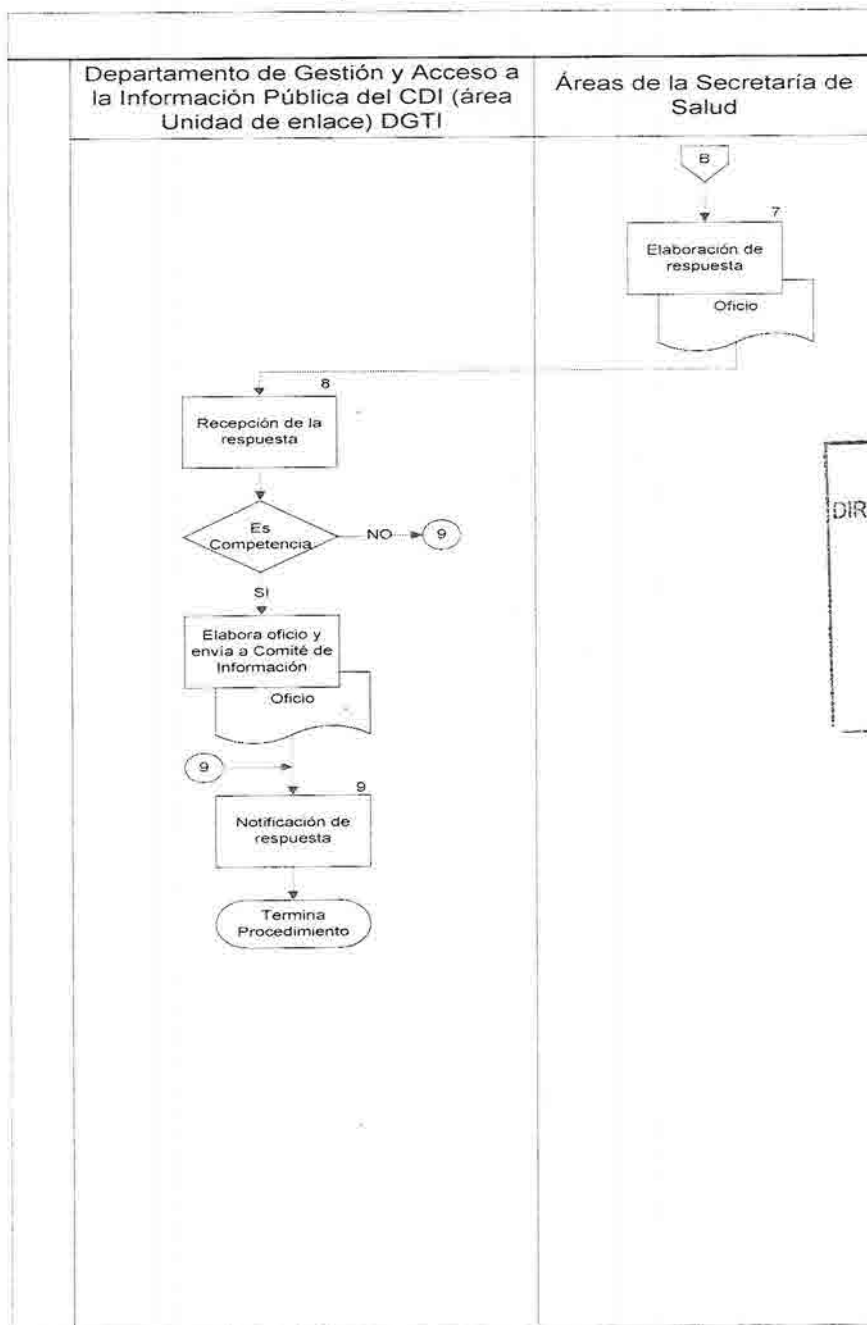 Departamento de Gestión y Acceso a
la Información Pública del CDI (área
Unidad de enlace) DGTI
Áreas de la Secretaría de
Salud
B
7
Elaboración de
respuesta
Oficio
8
Recepción de la
respuesta
Es
Competencia
NO
9
SI
Elabora oficio y
envía a Comité de
Información
Oficio
9
9
Notificación de
respuesta
Termina
Procedimiento
DIR